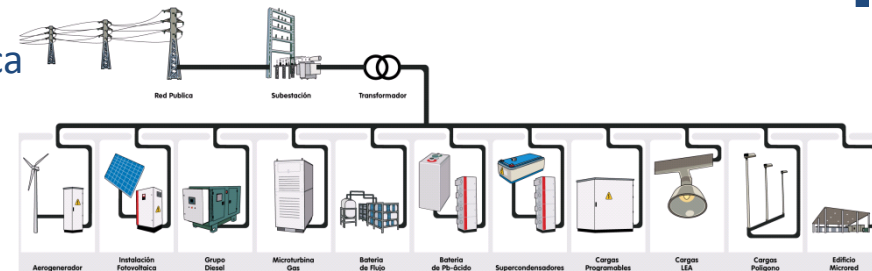 ca
Red Publica
Subestación
Transformador
Aerogenerador
Instalación
Fotovoltaica
Grupo
Diesel
Microturbina
Gas
Bateria
de Flujo
Bateria
de Pb-ácido
Supercondensadores
Cargas
Programables
Cargas
LEA
Cargas
Poligono
Edificio
Microred